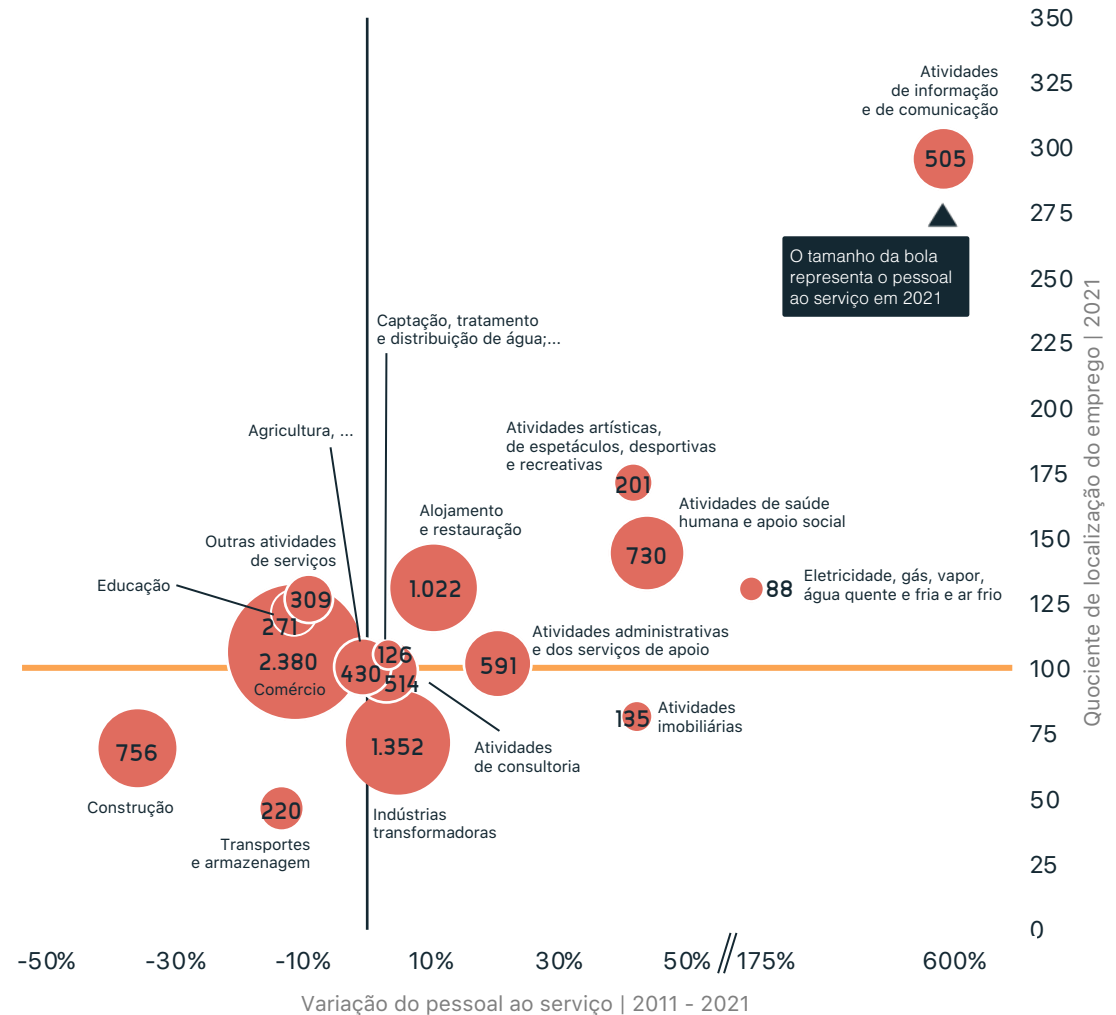 350
Atividades
de informação
e de comunicação
325
300
505
275
O tamanho da bola
representa o pessoal
ao serviço em 2021
250
Captação, tratamento
e distribuição de água;...
225
Quociente de localização do emprego | 2021
200
Agricultura, ...
Atividades artísticas,
de espetáculos, desportivas
e recreativas
175
201
Alojamento
e restauração
Atividades de saúde
humana e apoio social
150
Outras atividades
de serviços
730
Educação
1.022
88
Eletricidade, gás, vapor,
água quente e fria e ar frio
309
125
271
Atividades administrativas
e dos serviços de apoio
126
2.380
430
591
100
514
Comércio
135
Atividades
imobiliárias
75
756
1.352
Atividades
de consultoria
Construção
220
50
Indústrias
transformadoras
Transportes
e armazenagem
25
0
-50%
-30%
-10%
10%
30%
50%
175%
600%
Variação do pessoal ao serviço | 2011 - 2021